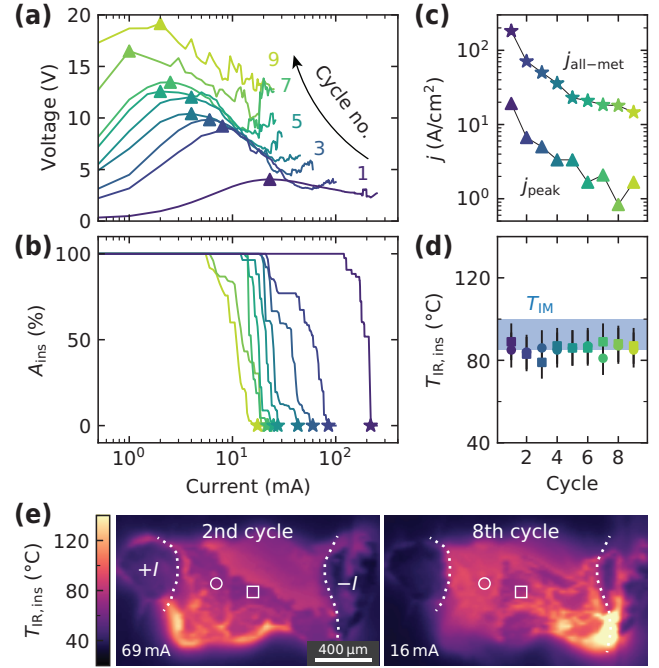 (a)
20
15
10
5
0
Voltage (V)
9
7
5
3
1
Cycle no.
(b)
100
50
0
A_ins (%)
10^0
10^1
10^2
Current (mA)
(c)
10^2
10^1
10^0
j (A/cm^2)
j_all−met
j_peak
(d)
120
80
40
T_IR, ins (°C)
T_IM
2
4
6
8
Cycle
(e)
120
80
40
T_IR, ins (°C)
2nd cycle
+I
−I
69 mA
400 μm
8th cycle
16 mA